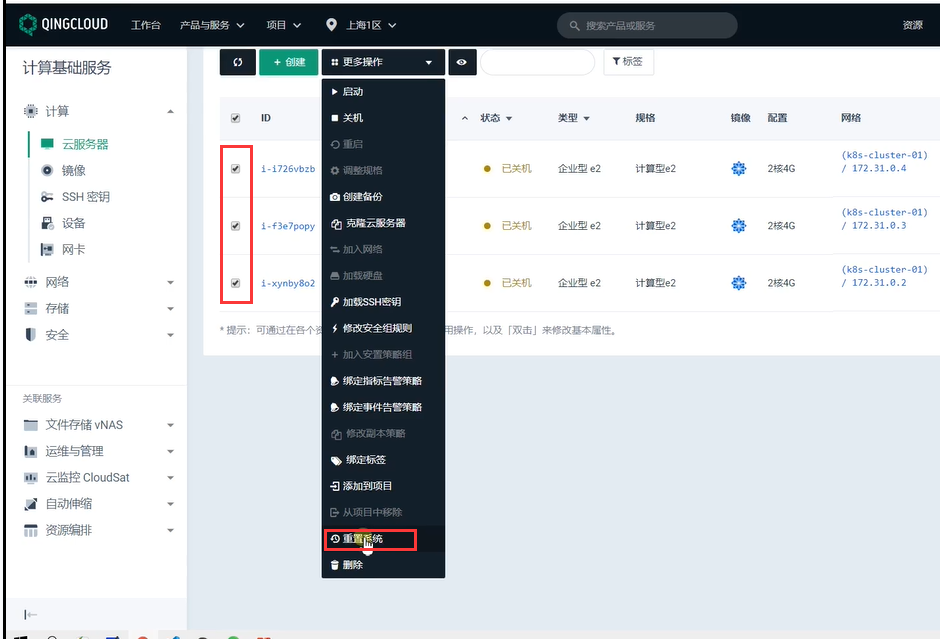 QINGCLOUD 工作台 产品与服务 项目 上海1区 搜索产品或服务 资源
计算基础服务
计算
云服务器
镜像
SSH 密钥
设备
网卡
网络
存储
安全
关联服务
文件存储 vNAS
运维与管理
云监控 CloudSat
自动伸缩
资源编排
+ 创建 更多操作 标签
启动
关机
重启
调整规格
创建备份
克隆云服务器
加入网络
加载硬盘
加载SSH密钥
修改安全组规则
+ 加入安置策略组
绑定指标告警策略
绑定事件告警策略
修改副本策略
绑定标签
添加到项目
从项目中移除
重置系统
删除
ID 状态 类型 规格 镜像 配置 网络
i-i726vbzb 已关机 企业型 e2 计算型e2 2核4G (k8s-cluster-01)
/ 172.31.0.4
i-f3e7popy 已关机 企业型 e2 计算型e2 2核4G (k8s-cluster-01)
/ 172.31.0.3
i-xynby8o2 已关机 企业型 e2 计算型e2 2核4G (k8s-cluster-01)
/ 172.31.0.2
* 提示：可通过在各个资 用操作，以及「双击」来修改基本属性。